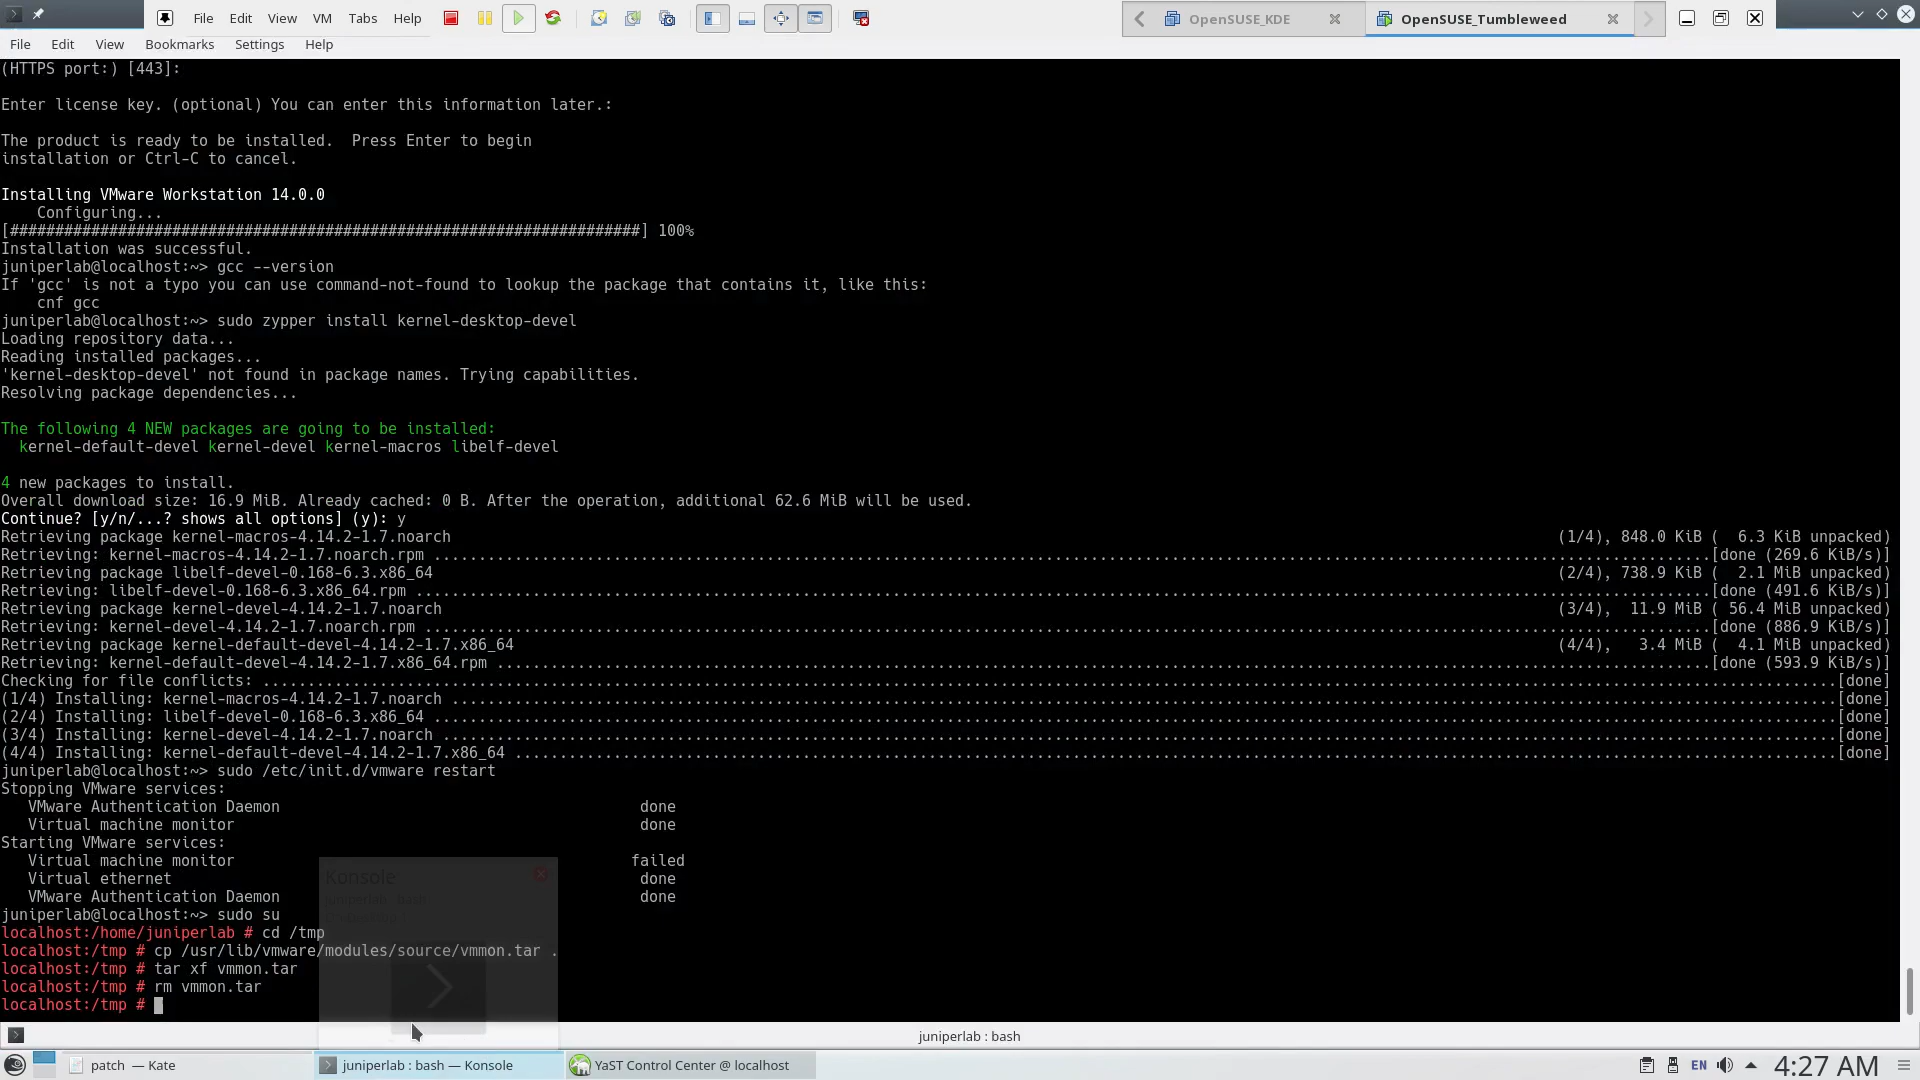 File Edit View VM Tabs Help
OpenSUSE_KDE
OpenSUSE_Tumbleweed
File Edit View Bookmarks Settings Help
(HTTPS port:) [443]:
Enter license key. (optional) You can enter this information later.:
The product is ready to be installed.  Press Enter to begin
installation or Ctrl-C to cancel.
Installing VMware Workstation 14.0.0
    Configuring...
[######################################################################] 100%
Installation was successful.
juniperlab@localhost:~> gcc --version
If 'gcc' is not a typo you can use command-not-found to lookup the package that contains it, like this:
    cnf gcc
juniperlab@localhost:~> sudo zypper install kernel-desktop-devel
Loading repository data...
Reading installed packages...
'kernel-desktop-devel' not found in package names. Trying capabilities.
Resolving package dependencies...
The following 4 NEW packages are going to be installed:
  kernel-default-devel kernel-devel kernel-macros libelf-devel
4 new packages to install.
Overall download size: 16.9 MiB. Already cached: 0 B. After the operation, additional 62.6 MiB will be used.
Continue? [y/n/...? shows all options] (y): y
Retrieving package kernel-macros-4.14.2-1.7.noarch (1/4), 848.0 KiB (  6.3 KiB unpacked)
Retrieving: kernel-macros-4.14.2-1.7.noarch.rpm ..........[done (269.6 KiB/s)]
Retrieving package libelf-devel-0.168-6.3.x86_64 (2/4), 738.9 KiB (  2.1 MiB unpacked)
Retrieving: libelf-devel-0.168-6.3.x86_64.rpm ..........[done (491.6 KiB/s)]
Retrieving package kernel-devel-4.14.2-1.7.noarch (3/4),  11.9 MiB ( 56.4 MiB unpacked)
Retrieving: kernel-devel-4.14.2-1.7.noarch.rpm ..........[done (886.9 KiB/s)]
Retrieving package kernel-default-devel-4.14.2-1.7.x86_64 (4/4),   3.4 MiB (  4.1 MiB unpacked)
Retrieving: kernel-default-devel-4.14.2-1.7.x86_64.rpm ..........[done (593.9 KiB/s)]
Checking for file conflicts: ..........[done]
(1/4) Installing: kernel-macros-4.14.2-1.7.noarch ..........[done]
(2/4) Installing: libelf-devel-0.168-6.3.x86_64 ..........[done]
(3/4) Installing: kernel-devel-4.14.2-1.7.noarch ..........[done]
(4/4) Installing: kernel-default-devel-4.14.2-1.7.x86_64 ..........[done]
juniperlab@localhost:~> sudo /etc/init.d/vmware restart
Stopping VMware services:
   VMware Authentication Daemon done
   Virtual machine monitor done
Starting VMware services:
   Virtual machine monitor failed
   Virtual ethernet done
   VMware Authentication Daemon done
juniperlab@localhost:~> sudo su
localhost:/home/juniperlab # cd /tmp
localhost:/tmp # cp /usr/lib/vmware/modules/source/vmmon.tar .
localhost:/tmp # tar xf vmmon.tar
localhost:/tmp # rm vmmon.tar
localhost:/tmp #
Konsole
juniperlab : bash
patch — Kate
juniperlab : bash — Konsole
YaST Control Center @ localhost
EN
4:27 AM